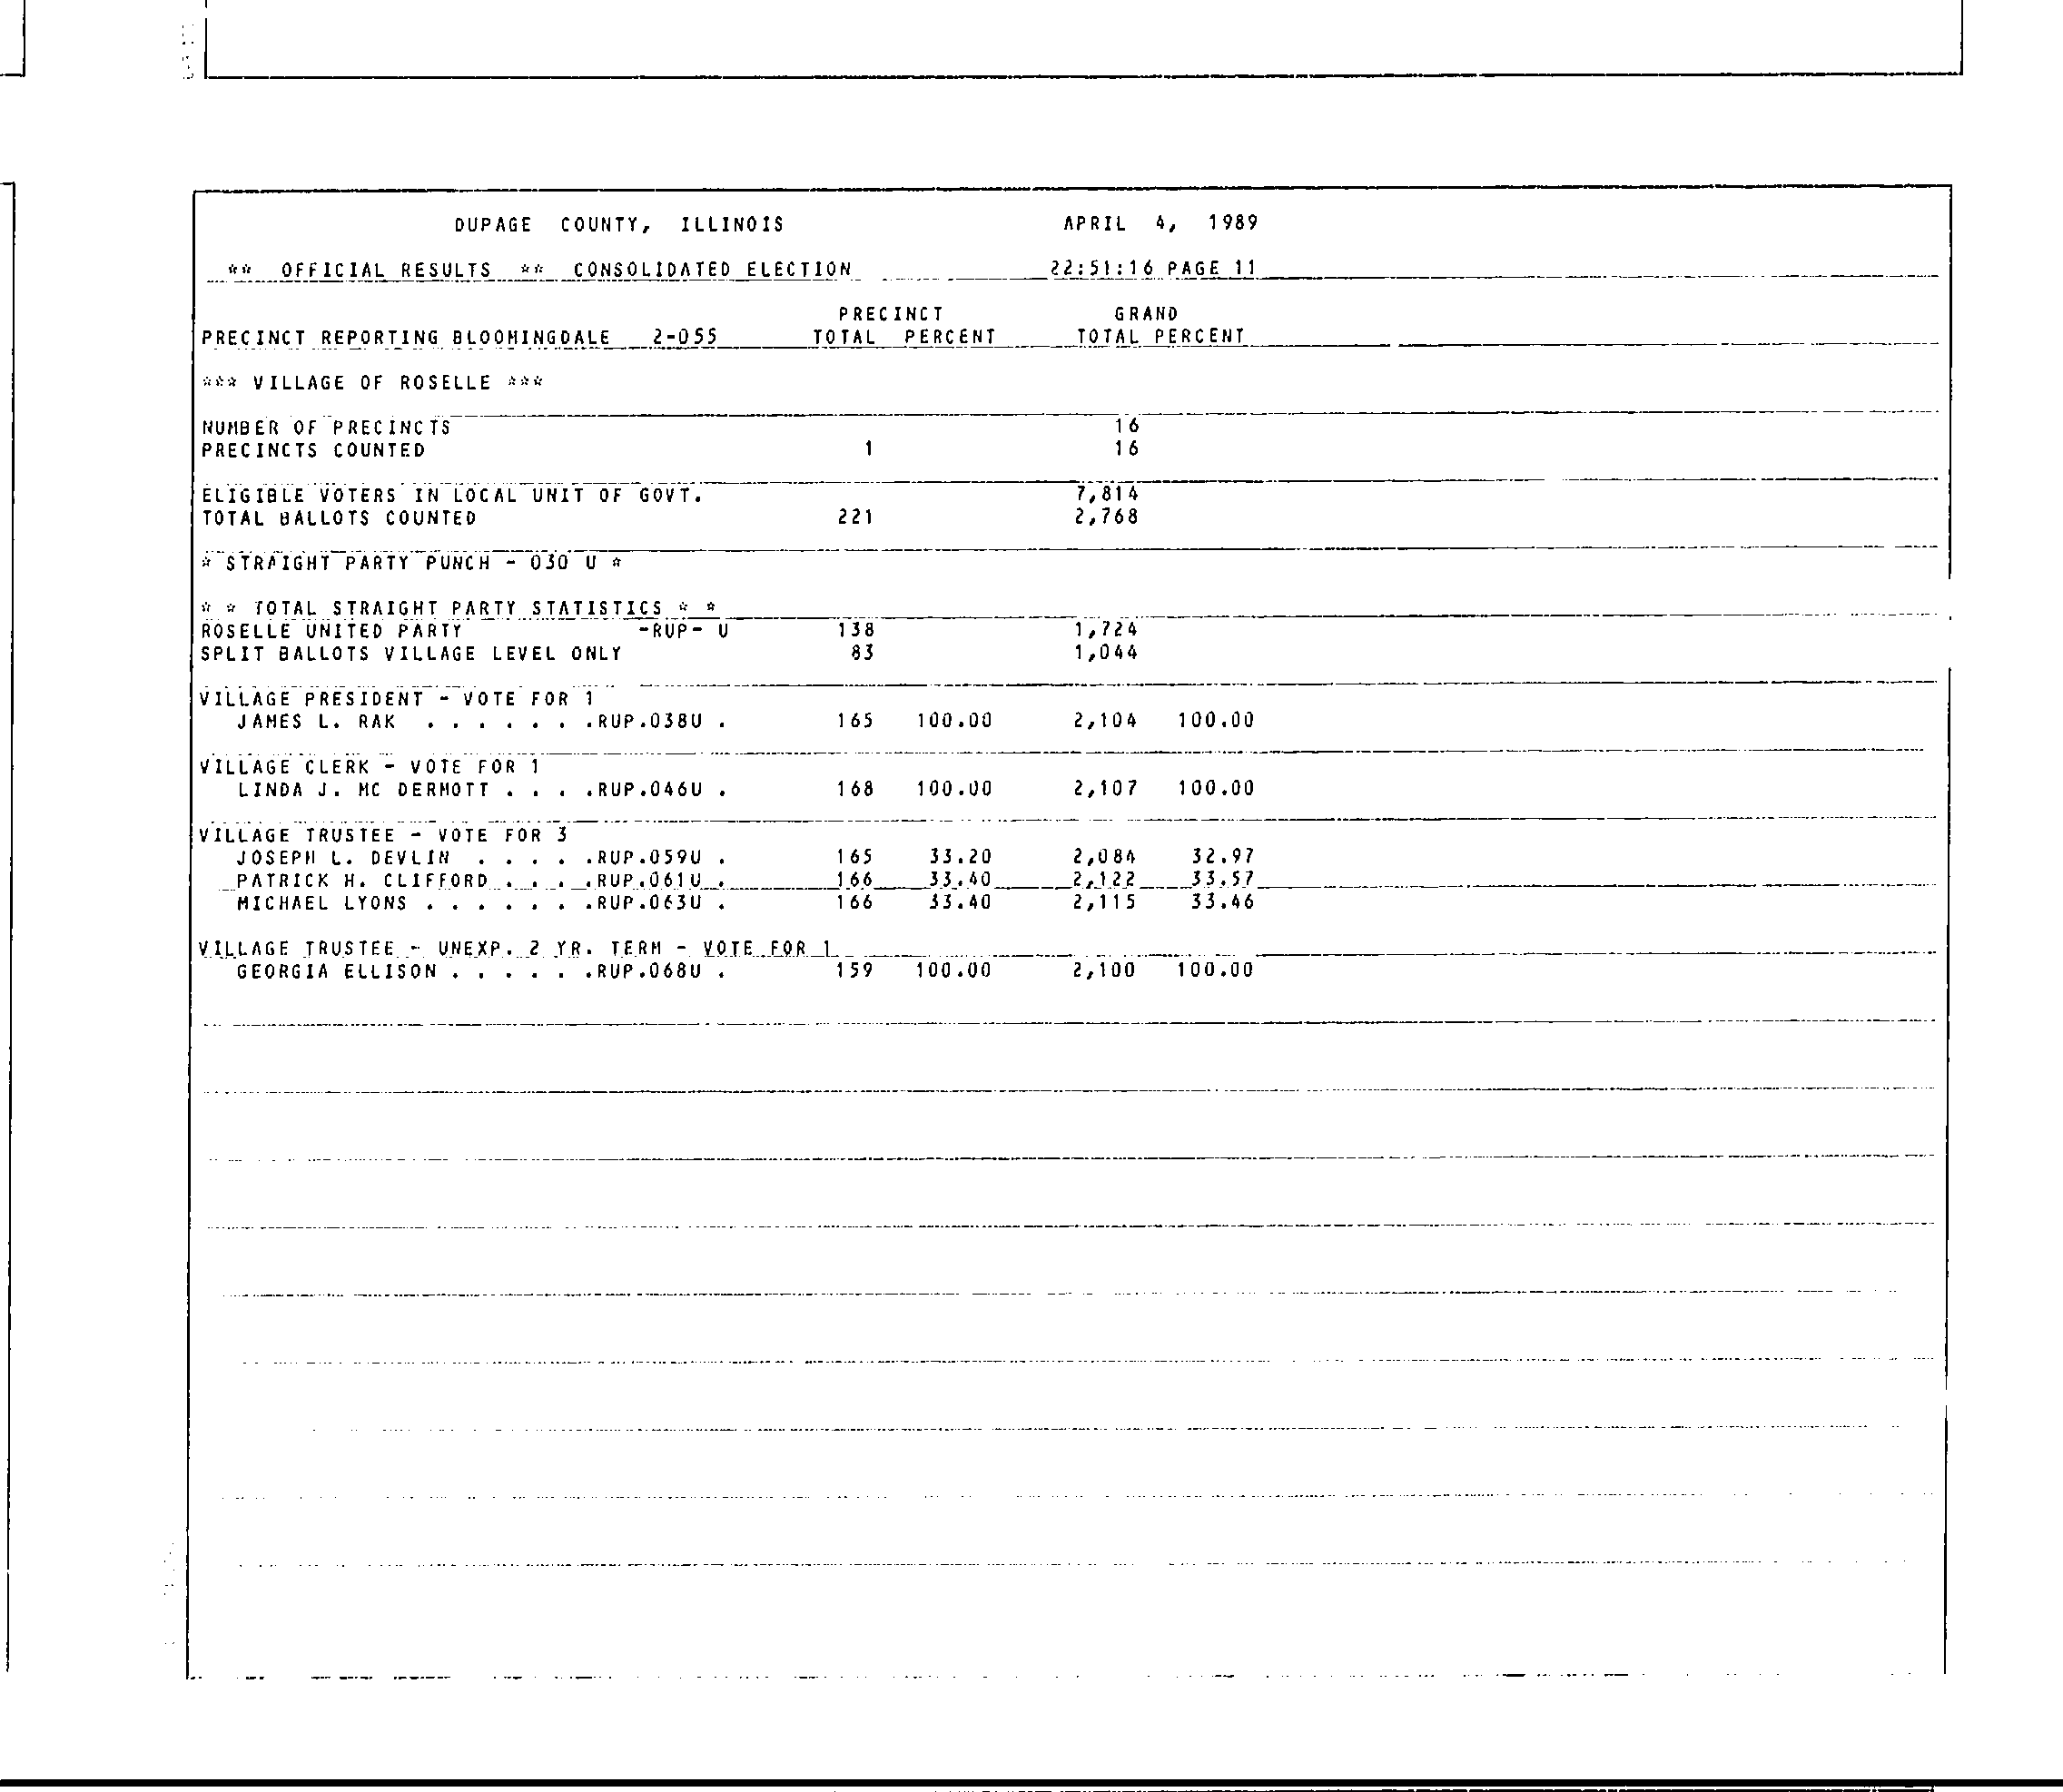 DUPAGE COUNTY, ILLINOIS APRIL 4, 1989
** OFFICIAL RESULTS ** CONSOLIDATED ELECTION 22:51:16 PAGE 11
PRECINCT GRAND
PRECINCT REPORTING BLOOMINGDALE 2-055 TOTAL PERCENT TOTAL PERCENT
*** VILLAGE OF ROSELLE ***
NUMBER OF PRECINCTS 16
PRECINCTS COUNTED 1 16
ELIGIBLE VOTERS IN LOCAL UNIT OF GOVT. 7,814
TOTAL BALLOTS COUNTED 221 2,768
* STRAIGHT PARTY PUNCH - 030 U *
* * TOTAL STRAIGHT PARTY STATISTICS * *
ROSELLE UNITED PARTY -RUP- U 138 1,724
SPLIT BALLOTS VILLAGE LEVEL ONLY 83 1,044
VILLAGE PRESIDENT - VOTE FOR 1
JAMES L. RAK . . . . . . .RUP.038U . 165 100.00 2,104 100.00
VILLAGE CLERK - VOTE FOR 1
LINDA J. MC DERMOTT . . . .RUP.046U . 168 100.00 2,107 100.00
VILLAGE TRUSTEE - VOTE FOR 3
JOSEPH L. DEVLIN . . . . .RUP.059U . 165 33.20 2,084 32.97
PATRICK H. CLIFFORD . . . .RUP.061U . 166 33.40 2,122 33.57
MICHAEL LYONS . . . . . . .RUP.063U . 166 33.40 2,115 33.46
VILLAGE TRUSTEE - UNEXP. 2 YR. TERM - VOTE FOR 1
GEORGIA ELLISON . . . . . .RUP.068U . 159 100.00 2,100 100.00